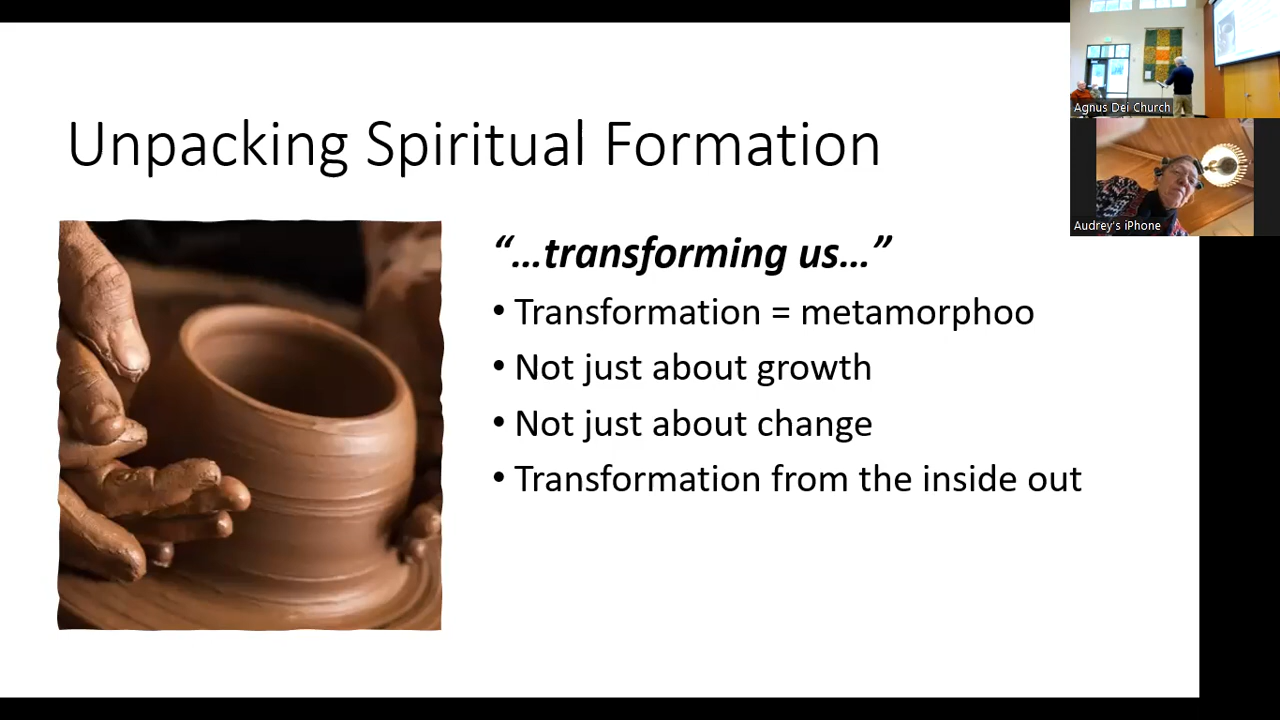 Unpacking Spiritual Formation
“…transforming us…”
• Transformation = metamorphoo
• Not just about growth
• Not just about change
• Transformation from the inside out
Agnus Dei Church
Audrey's iPhone